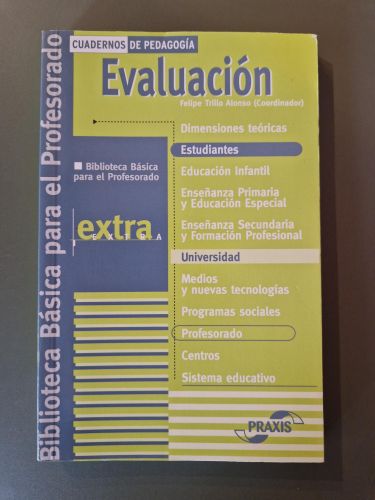 Biblioteca Básica para el Profesorado
CUADERNOS DE PEDAGOGÍA
Evaluación
Felipe Trillo Alonso (Coordinador)
Biblioteca Básica
para el Profesorado
extra
EXTRA
Dimensiones teóricas
Estudiantes
Educación Infantil
Enseñanza Primaria
y Educación Especial
Enseñanza Secundaria
y Formación Profesional
Universidad
Medios
y nuevas tecnologías
Programas sociales
Profesorado
Centros
Sistema educativo
PRAXIS